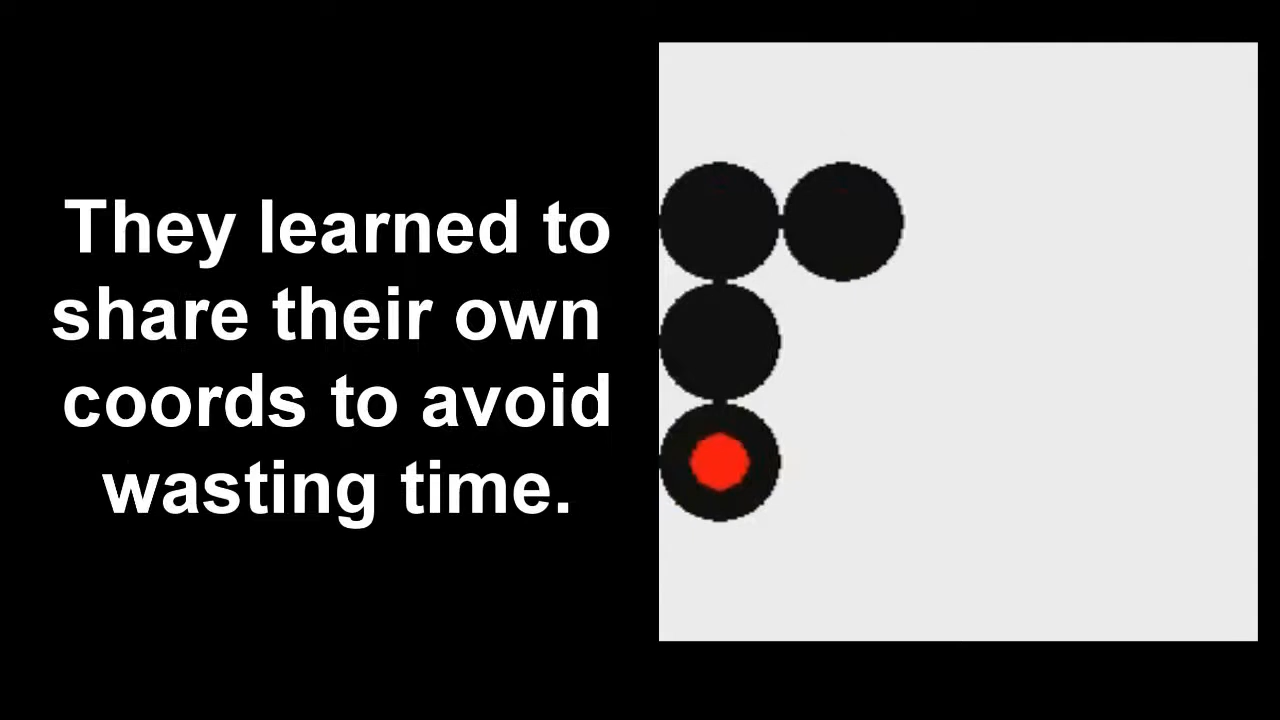 They learned to
share their own
coords to avoid
wasting time.